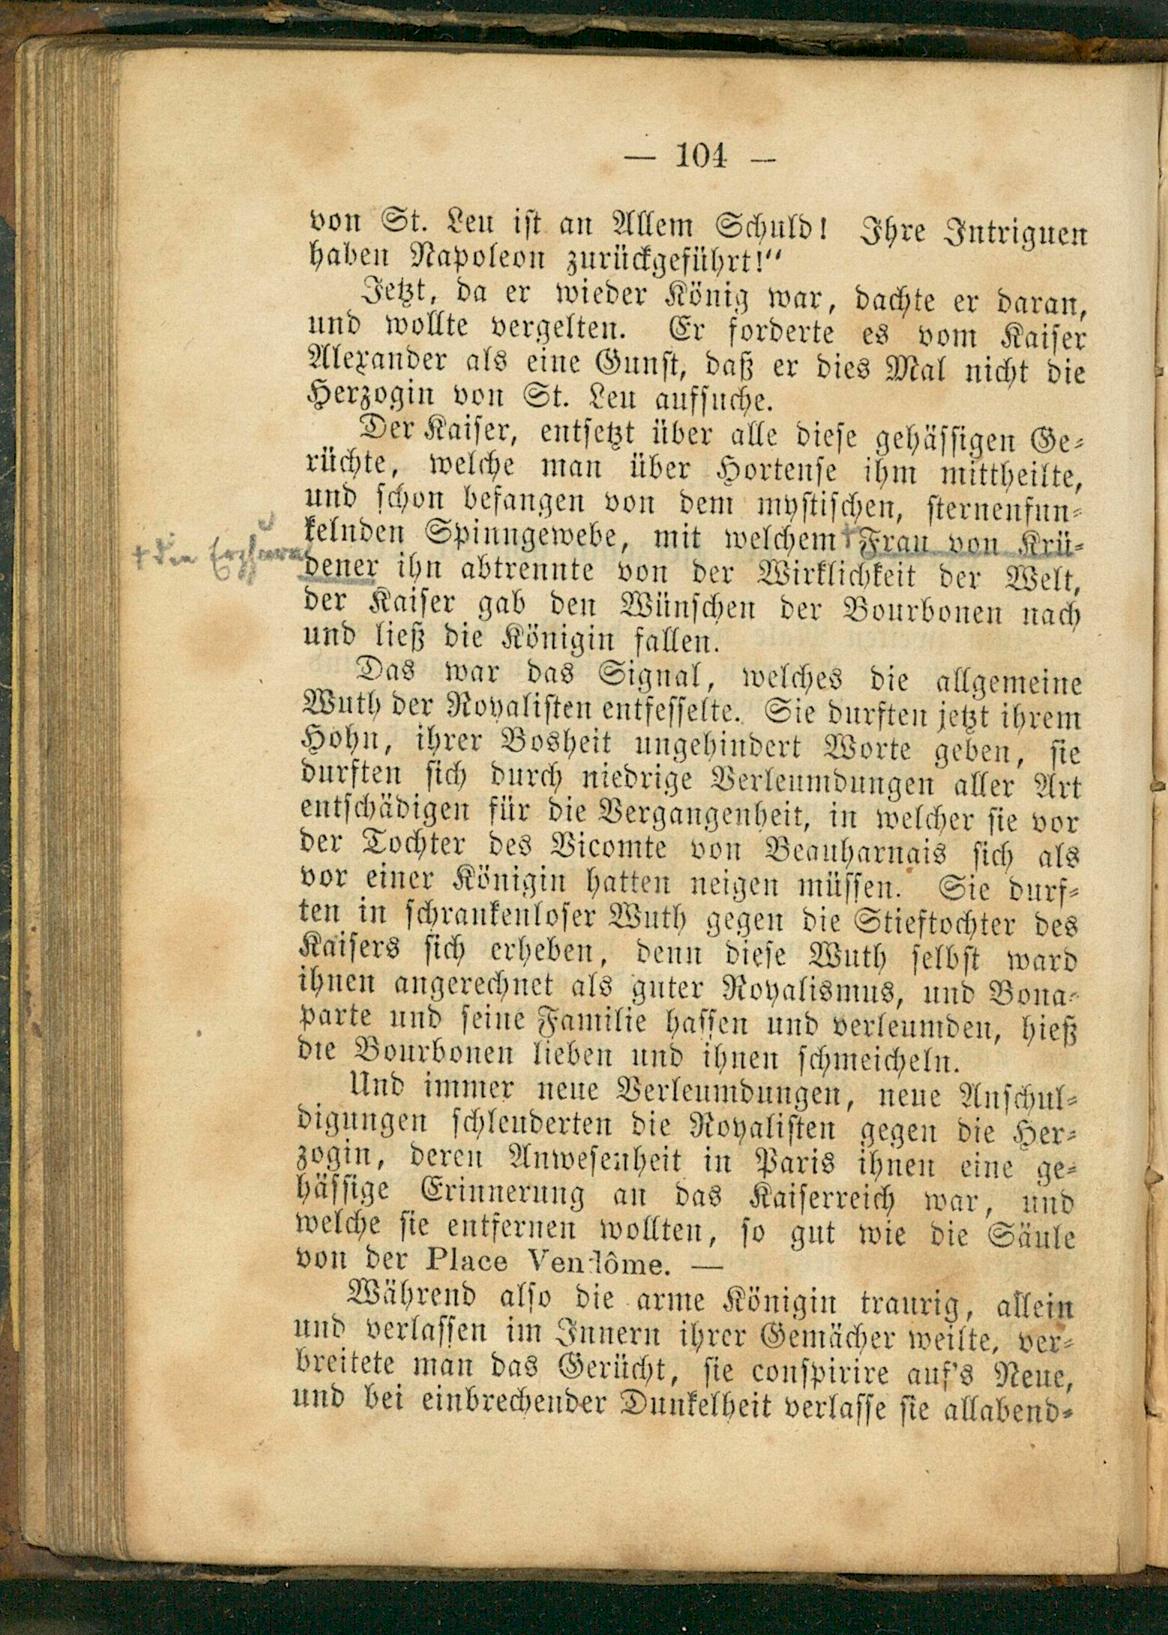 — 104 —
von St. Leu ist an Allem Schuld! Ihre Intriguen
haben Napoleon zurückgeführt!“
Jetzt, da er wieder König war, dachte er daran,
und wollte vergelten. Er forderte es vom Kaiser
Alexander als eine Gunst, daß er dies Mal nicht die
Herzogin von St. Leu aufsuche.
Der Kaiser, entsetzt über alle diese gehässigen Ge-
rüchte, welche man über Hortense ihm mittheilte,
und schon befangen von dem mystischen, sternenfun-
kelnden Spinngewebe, mit welchem + Frau von Krü-
+ die
dener ihn abtrennte von der Wirklichkeit der Welt,
der Kaiser gab den Wünschen der Bourbonen nach
und ließ die Königin fallen.
Das war das Signal, welches die allgemeine
Wuth der Royalisten entfesselte. Sie durften jetzt ihrem
Hohn, ihrer Bosheit ungehindert Worte geben, sie
durften sich durch niedrige Verleumdungen aller Art
entschädigen für die Vergangenheit, in welcher sie vor
der Tochter des Vicomte von Beauharnais sich als
vor einer Königin hatten neigen müssen. Sie durf-
ten in schrankenloser Wuth gegen die Stieftochter des
Kaisers sich erheben, denn diese Wuth selbst ward
ihnen angerechnet als guter Royalismus, und Bona-
parte und seine Familie hassen und verleumden, hieß
die Bourbonen lieben und ihnen schmeicheln.
Und immer neue Verleumdungen, neue Anschul-
digungen schleuderten die Royalisten gegen die Her-
zogin, deren Anwesenheit in Paris ihnen eine ge-
hässige Erinnerung an das Kaiserreich war, und
welche sie entfernen wollten, so gut wie die Säule
von der Place Vendôme. —
Während also die arme Königin traurig, allein
und verlassen im Innern ihrer Gemächer weilte, ver-
breitete man das Gerücht, sie conspirire auf's Neue,
und bei einbrechender Dunkelheit verlasse sie allabend-